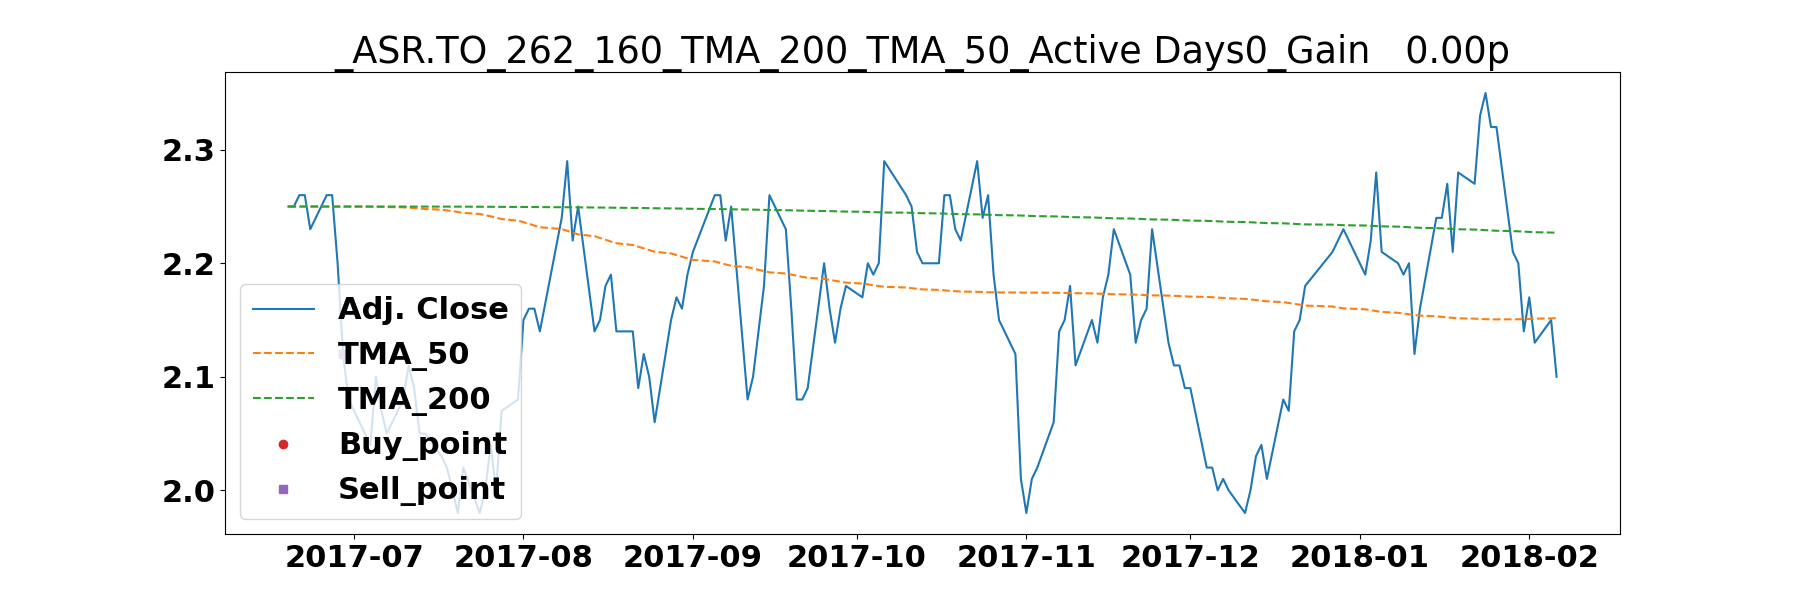 _ASR.TO_262_160_TMA_200_TMA_50_Active Days0_Gain   0.00p
2.3
2.2
2.1
2.0
Adj. Close
TMA_50
TMA_200
Buy_point
Sell_point
2017-07 2017-08 2017-09 2017-10 2017-11 2017-12 2018-01 2018-02